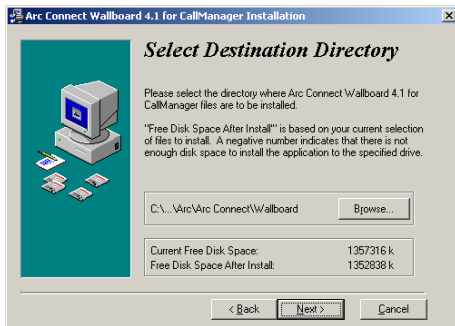 Arc Connect Wallboard 4.1 for CallManager Installation
Select Destination Directory
Please select the directory where Arc Connect Wallboard 4.1 for
CallManager files are to be installed.
"Free Disk Space After Install" is based on your current selection
of files to install. A negative number indicates that there is not
enough disk space to install the application to the specified drive.
C:\...\Arc\Arc Connect\Wallboard
Browse...
Current Free Disk Space: 1357316 k
Free Disk Space After Install: 1352838 k
< Back Next > Cancel